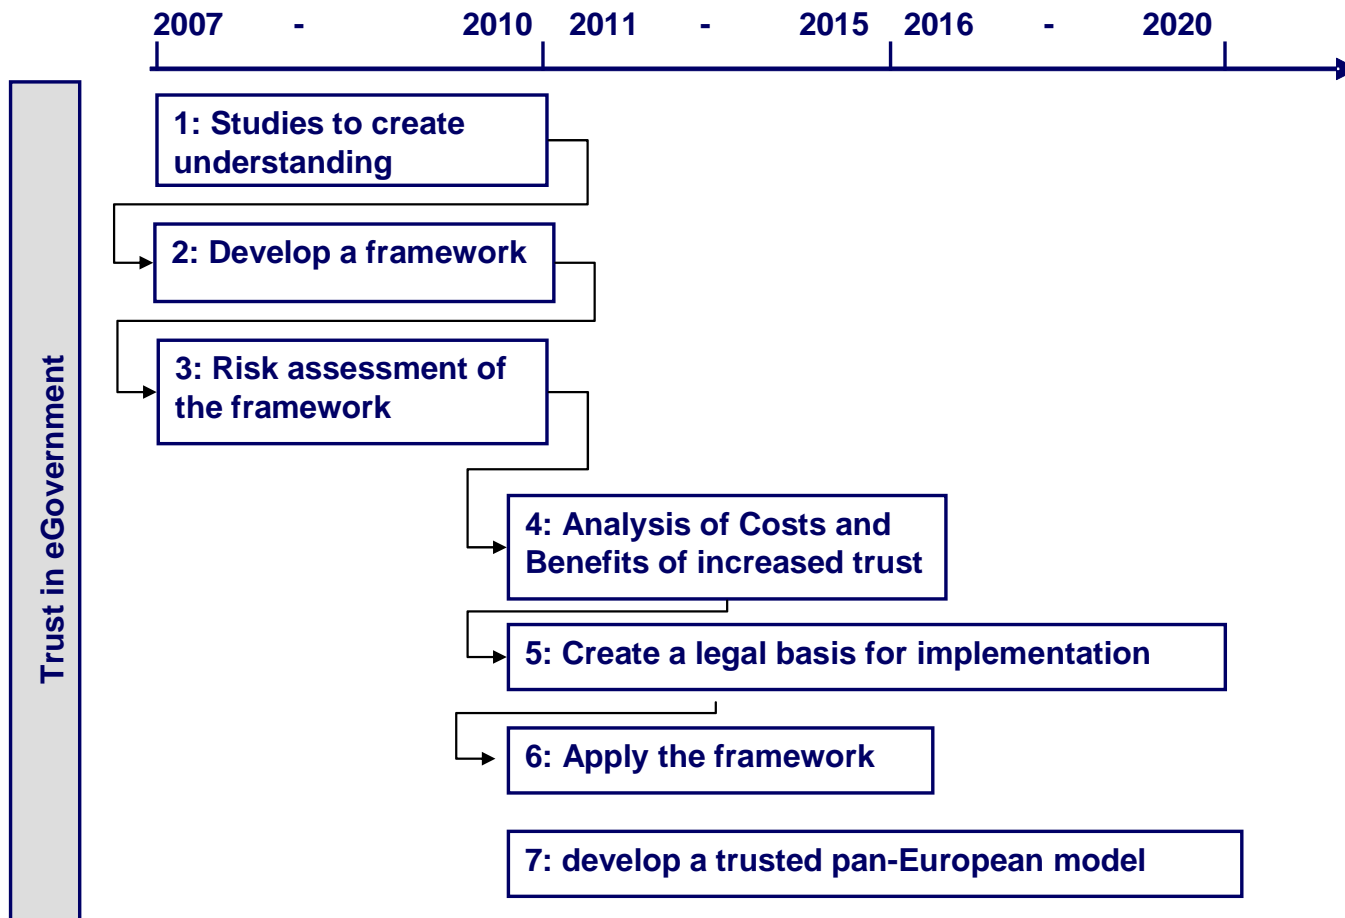 2007 - 2010 2011 - 2015 2016 - 2020
Trust in eGovernment
1: Studies to create
understanding
2: Develop a framework
3: Risk assessment of
the framework
4: Analysis of Costs and
Benefits of increased trust
5: Create a legal basis for implementation
6: Apply the framework
7: develop a trusted pan-European model